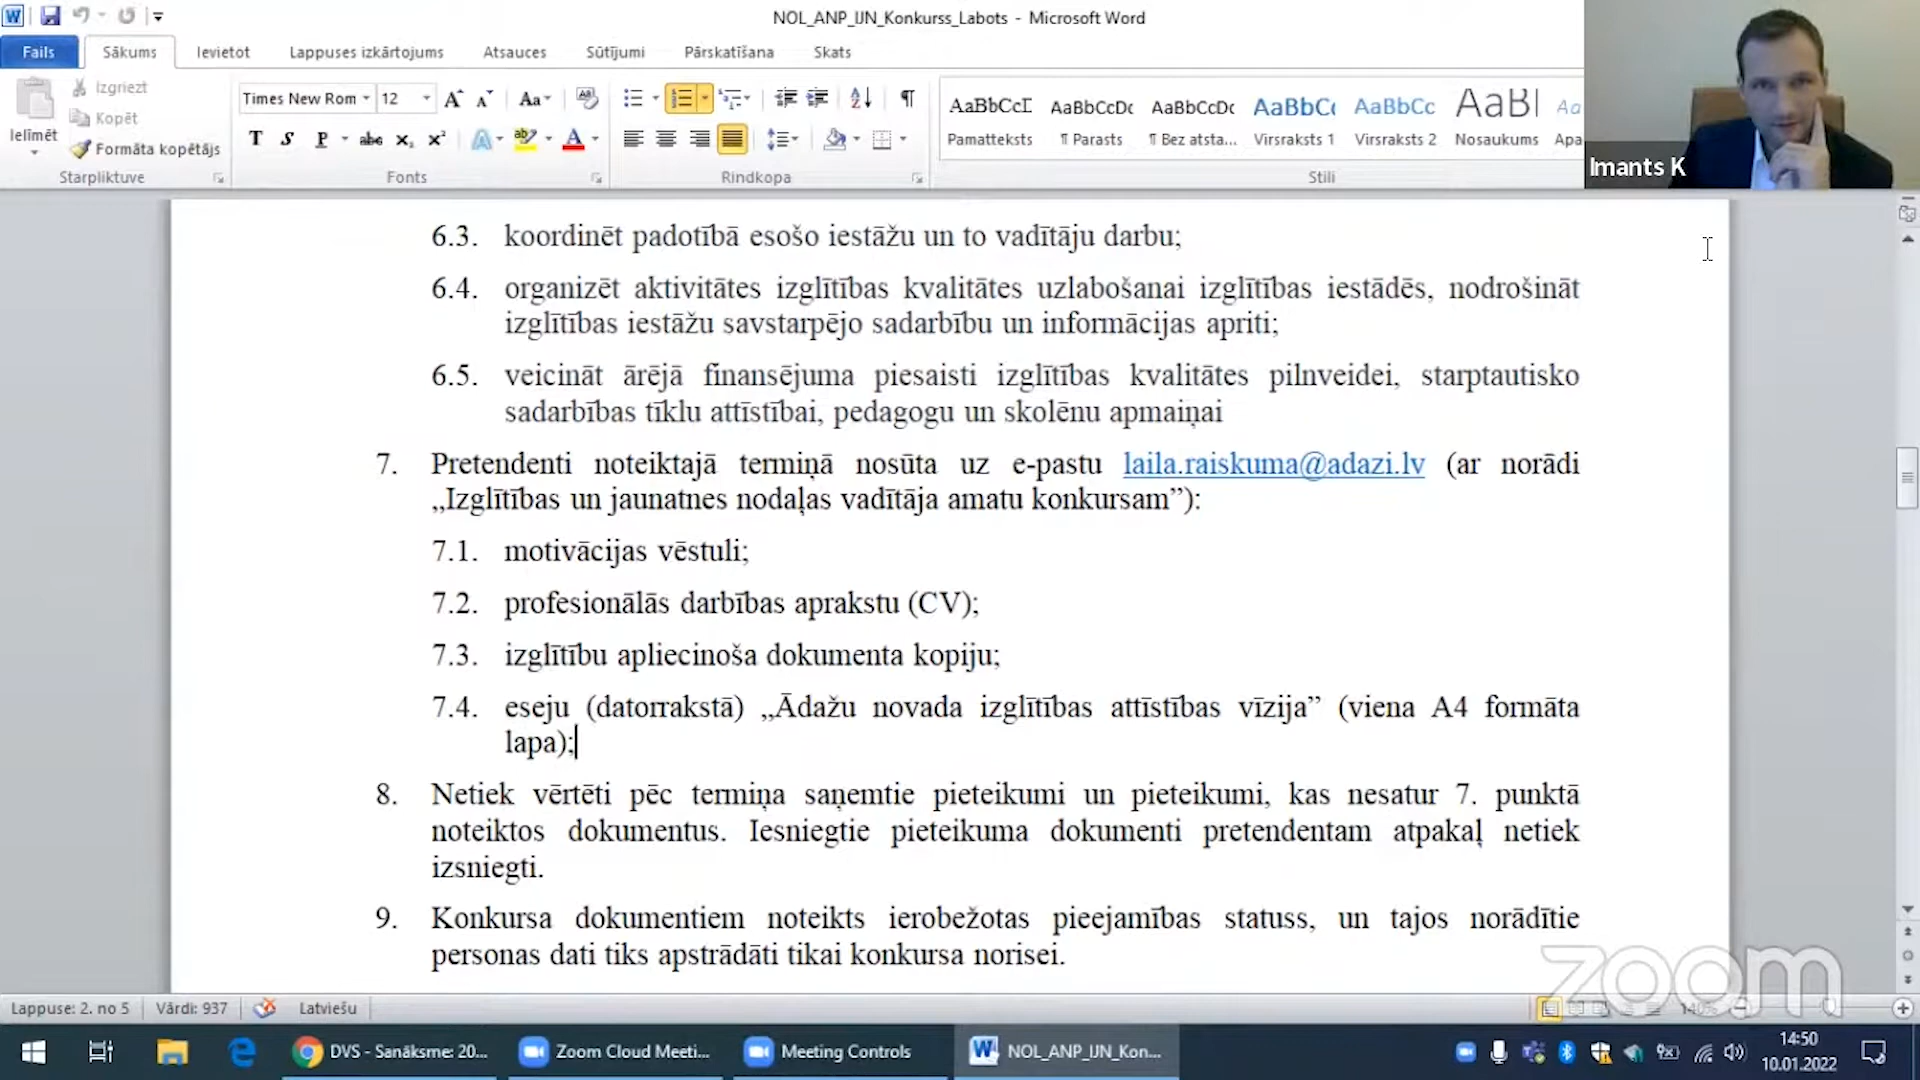 NOL_ANP_IJN_Konkurss_Labots - Microsoft Word
Fails Sākums Ievietot Lappuses izkārtojums Atsauces Sūtījumi Pārskatīšana Skats
Izgriezt
Kopēt
Ielīmēt
Formāta kopētājs
Starpliktuve
Times New Rom 12
Fonts
Rindkopa
AaBbCcI AaBbCcDc AaBbCcDc AaBbC AaBbCc AaB
Pamatteksts ¶ Parasts ¶ Bez atsta... Virsraksts 1 Virsraksts 2 Nosaukums Apa
Stili
Imants K
6.3. koordinēt padotībā esošo iestāžu un to vadītāju darbu;
6.4. organizēt aktivitātes izglītības kvalitātes uzlabošanai izglītības iestādēs, nodrošināt
izglītības iestāžu savstarpējo sadarbību un informācijas apriti;
6.5. veicināt ārējā finansējuma piesaisti izglītības kvalitātes pilnveidei, starptautisko
sadarbības tīklu attīstībai, pedagogu un skolēnu apmaiņai
7. Pretendenti noteiktajā termiņā nosūta uz e-pastu laila.raiskuma@adazi.lv (ar norādi
„Izglītības un jaunatnes nodaļas vadītāja amatu konkursam”):
7.1. motivācijas vēstuli;
7.2. profesionālās darbības aprakstu (CV);
7.3. izglītību apliecinoša dokumenta kopiju;
7.4. eseju (datorrakstā) „Ādažu novada izglītības attīstības vīzija” (viena A4 formāta
lapa);
8. Netiek vērtēti pēc termiņa saņemtie pieteikumi un pieteikumi, kas nesatur 7. punktā
noteiktos dokumentus. Iesniegtie pieteikuma dokumenti pretendentam atpakaļ netiek
izsniegti.
9. Konkursa dokumentiem noteikts ierobežotas pieejamības statuss, un tajos norādītie
personas dati tiks apstrādāti tikai konkursa norisei.
zoom
Lappuse: 2. no 5 Vārdi: 937 Latviešu 140%
DVS - Sanāksme: 20... Zoom Cloud Meeti... Meeting Controls NOL_ANP_IJN_Kon...
14:50
10.01.2022